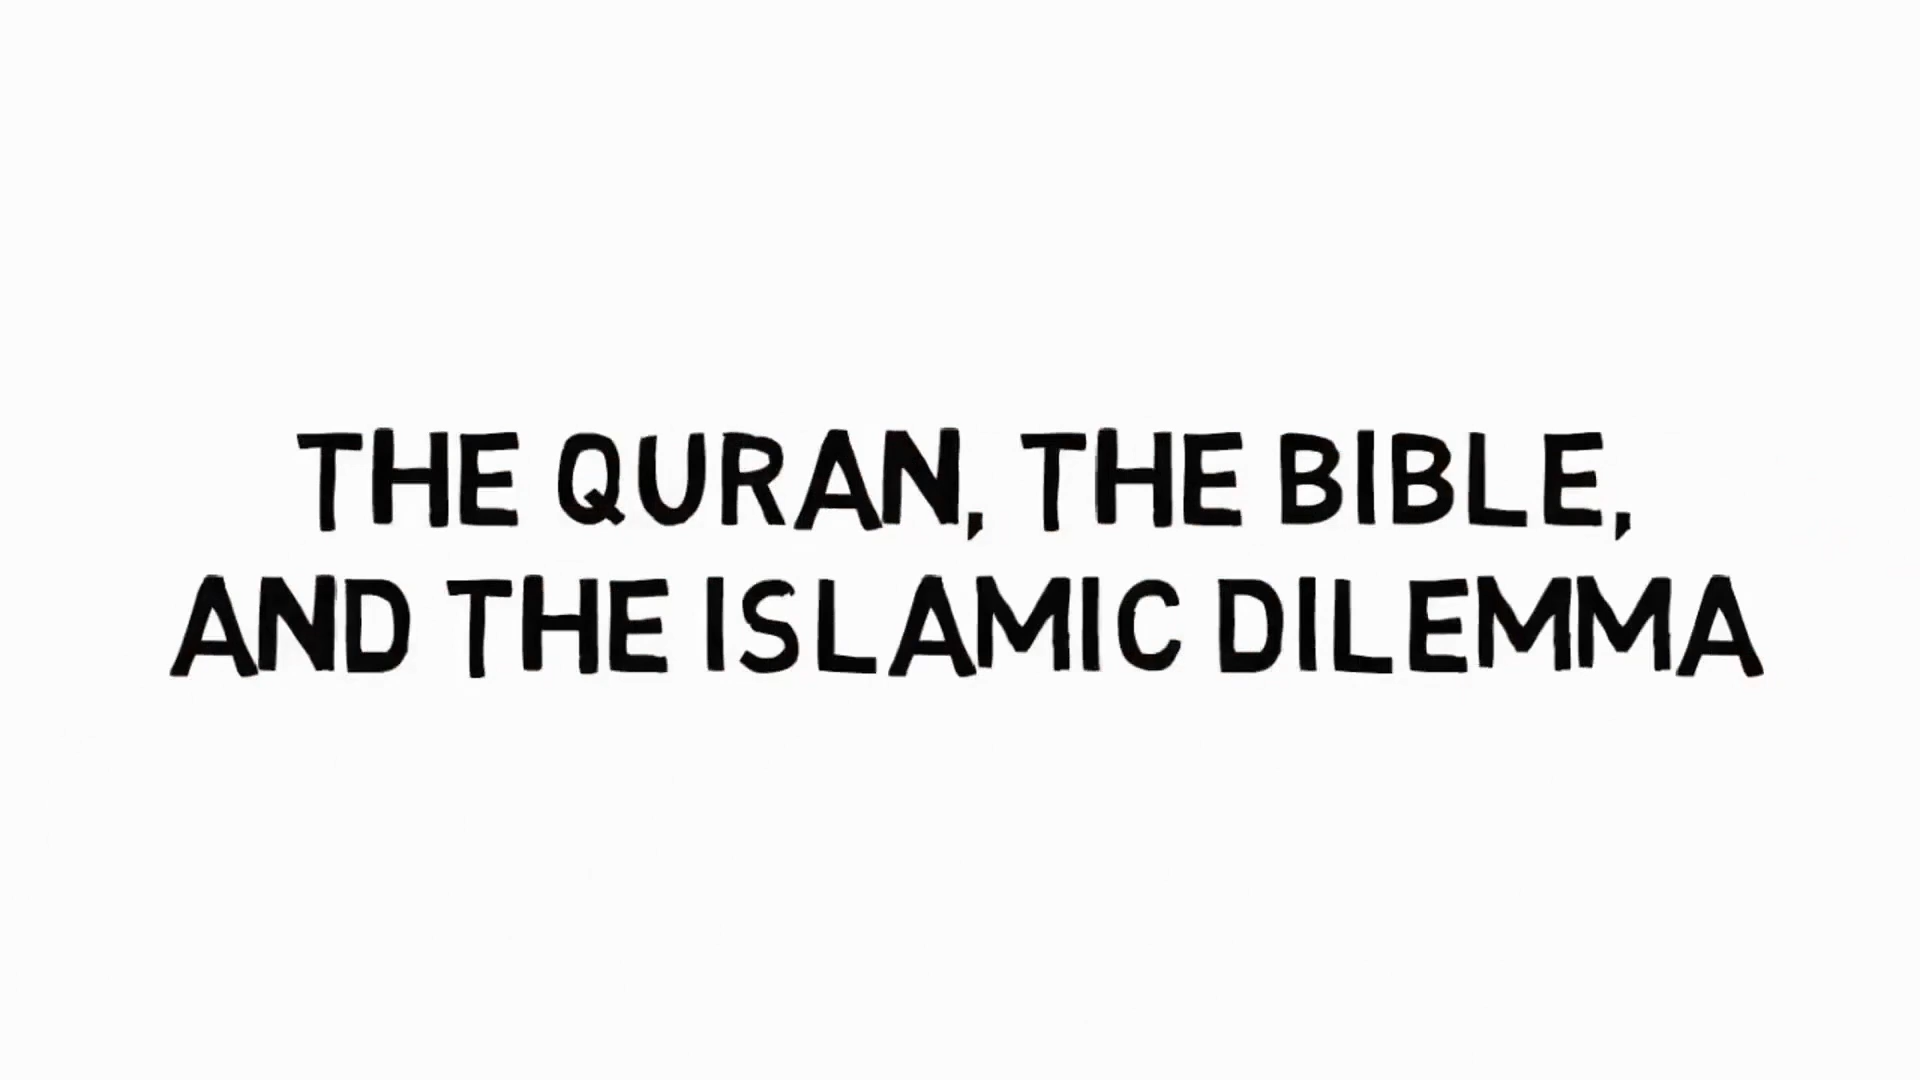 THE QURAN, THE BIBLE,
AND THE ISLAMIC DILEMMA